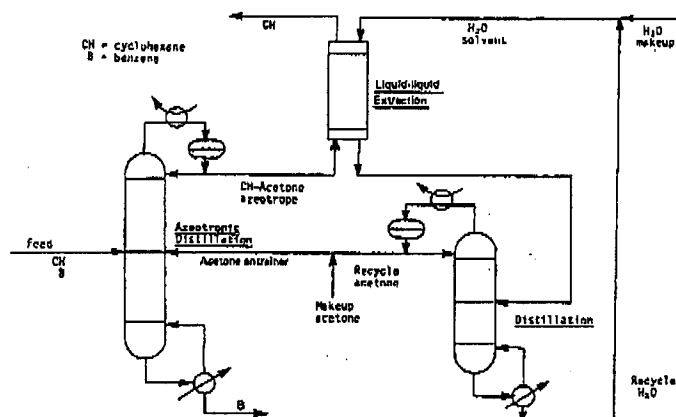 CH
H₂O
solvent
H₂O
makeup
CH = cyclohexane
B = benzene
Liquid-liquid
Extraction
CH-Acetone
azeotrope
Azeotropic
Distillation
feed
CH
B
Acetone entrainer
Recycle
acetone
Makeup
acetone
Distillation
Recycle
H₂O
B